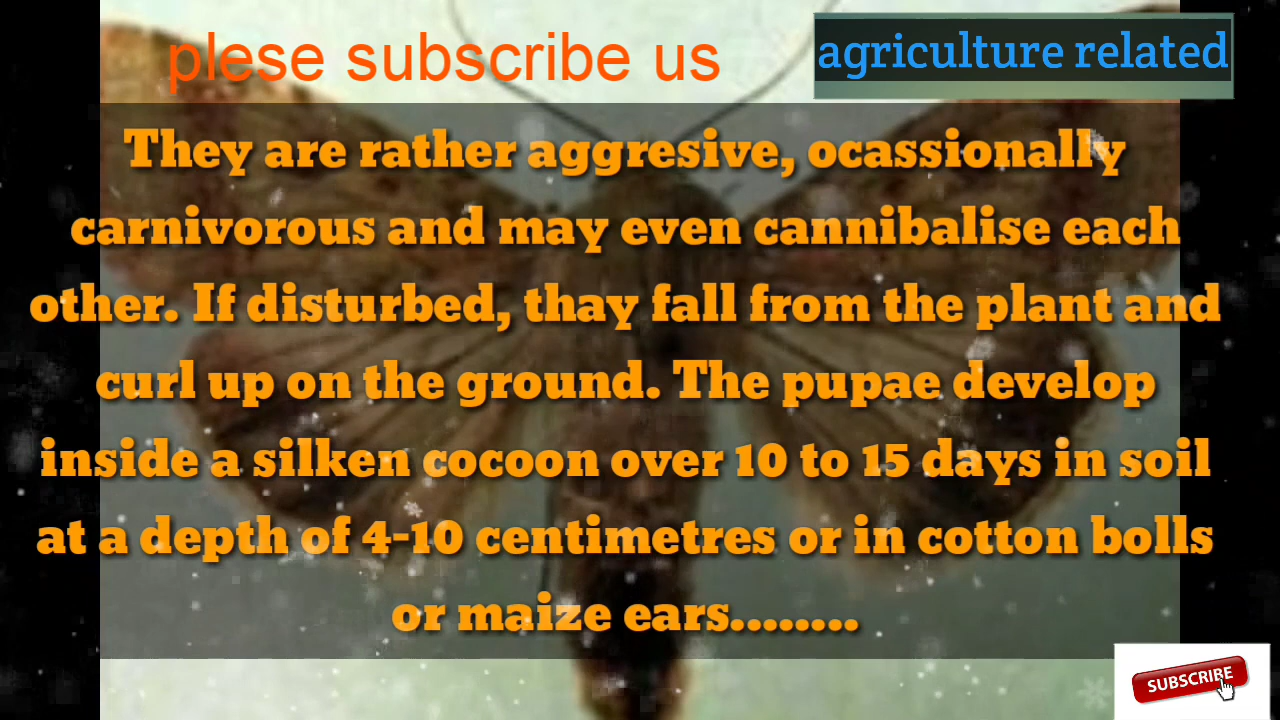 plese subscribe us
agriculture related
They are rather aggresive, ocassionally
carnivorous and may even cannibalise each
other. If disturbed, thay fall from the plant and
curl up on the ground. The pupae develop
inside a silken cocoon over 10 to 15 days in soil
at a depth of 4-10 centimetres or in cotton bolls
or maize ears........
SUBSCRIBE